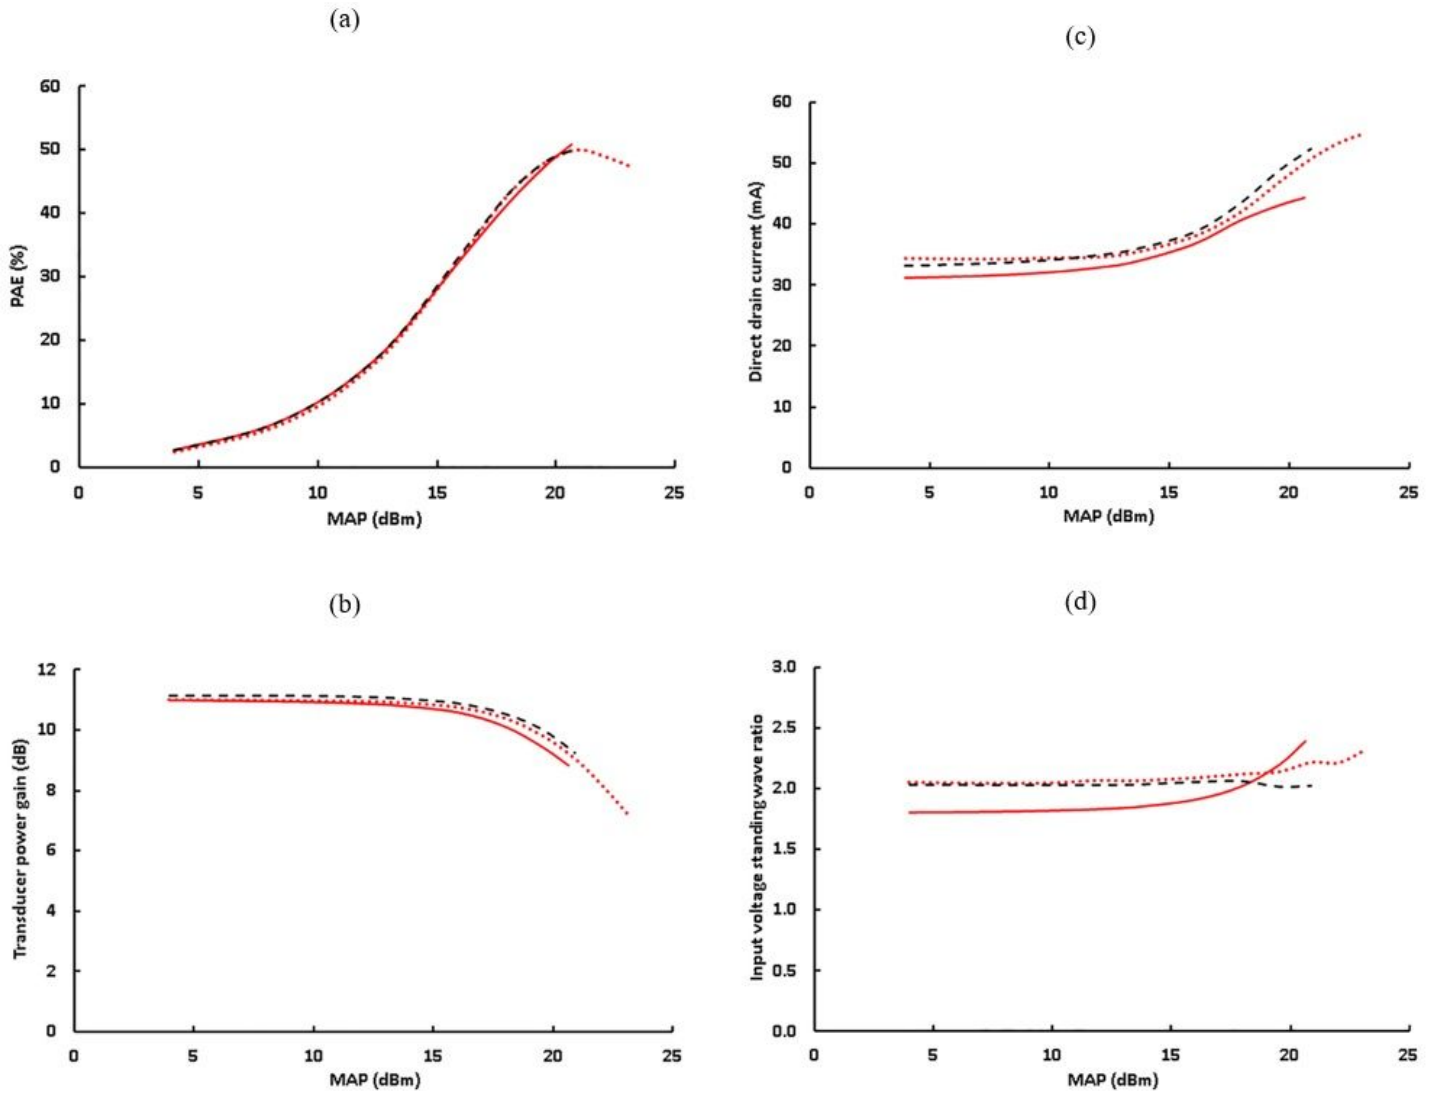 (a)
60
50
40
30
20
10
0
PAE (%)
0 5 10 15 20 25
MAP (dBm)
(c)
60
50
40
30
20
10
0
Direct drain current (mA)
0 5 10 15 20 25
MAP (dBm)
(b)
12
10
8
6
4
2
0
Transducer power gain (dB)
0 5 10 15 20 25
MAP (dBm)
(d)
3.0
2.5
2.0
1.5
1.0
0.5
0.0
Input voltage standing wave ratio
0 5 10 15 20 25
MAP (dBm)